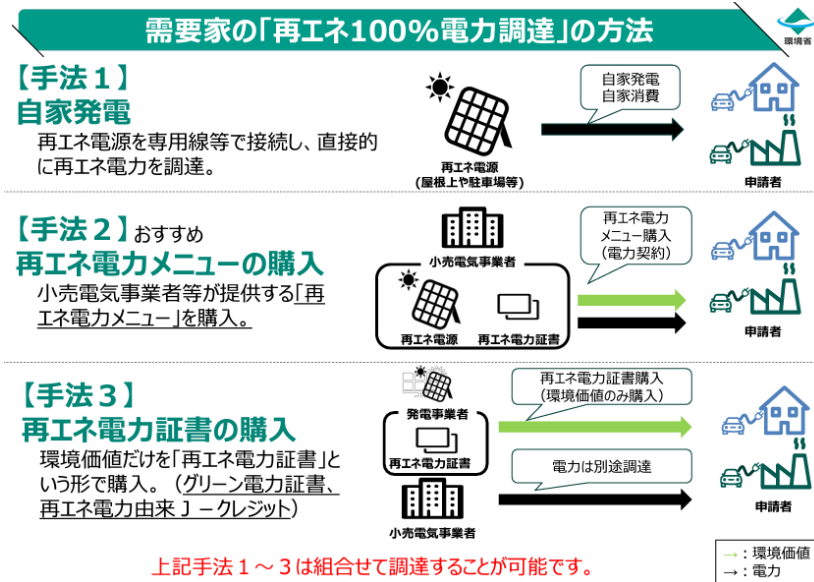 需要家の「再エネ100%電力調達」の方法
環境省
【手法1】
自家発電
再エネ電源を専用線等で接続し、直接的
に再エネ電力を調達。
再エネ電源
(屋根上や駐車場等)
自家発電
自家消費
申請者
【手法2】おすすめ
再エネ電力メニューの購入
小売電気事業者等が提供する「再
エネ電力メニュー」を購入。
小売電気事業者
再エネ電源
再エネ電力証書
再エネ電力
メニュー購入
(電力契約)
申請者
【手法3】
再エネ電力証書の購入
環境価値だけを「再エネ電力証書」と
いう形で購入。(グリーン電力証書、
再エネ電力由来J-クレジット)
発電事業者
再エネ電力証書
小売電気事業者
再エネ電力証書購入
(環境価値のみ購入)
電力は別途調達
申請者
上記手法1~3は組合せて調達することが可能です。
→:環境価値
→:電力